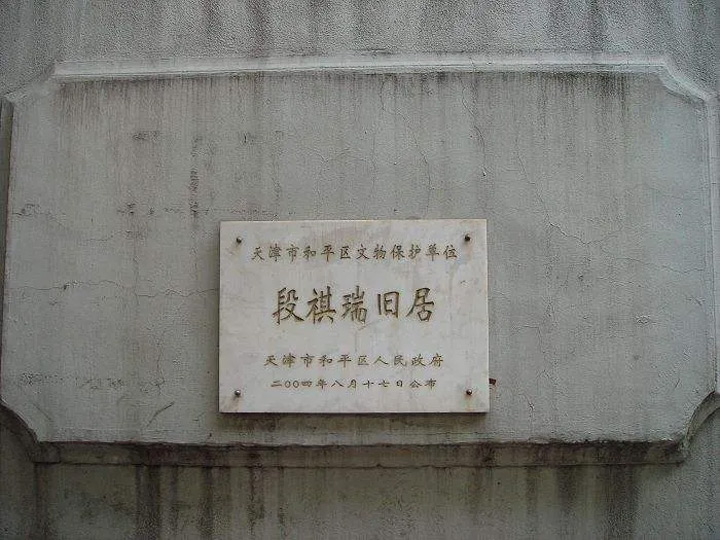 天津市和平区文物保护单位
段祺瑞旧居
天津市和平区人民政府
二〇〇四年八月十七日公布